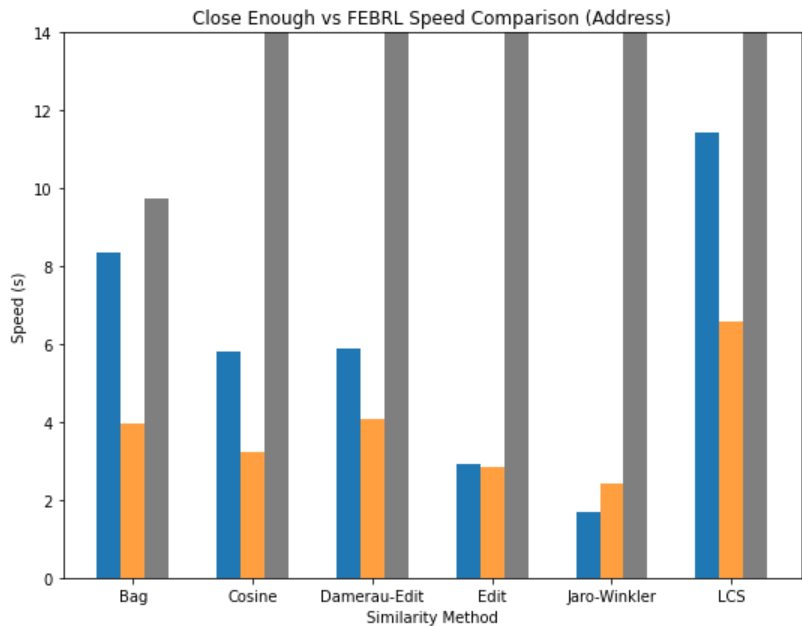 Close Enough vs FEBRL Speed Comparison (Address)
14
12
10
8
6
4
2
0
Speed (s)
Bag Cosine Damerau-Edit Edit Jaro-Winkler LCS
Similarity Method